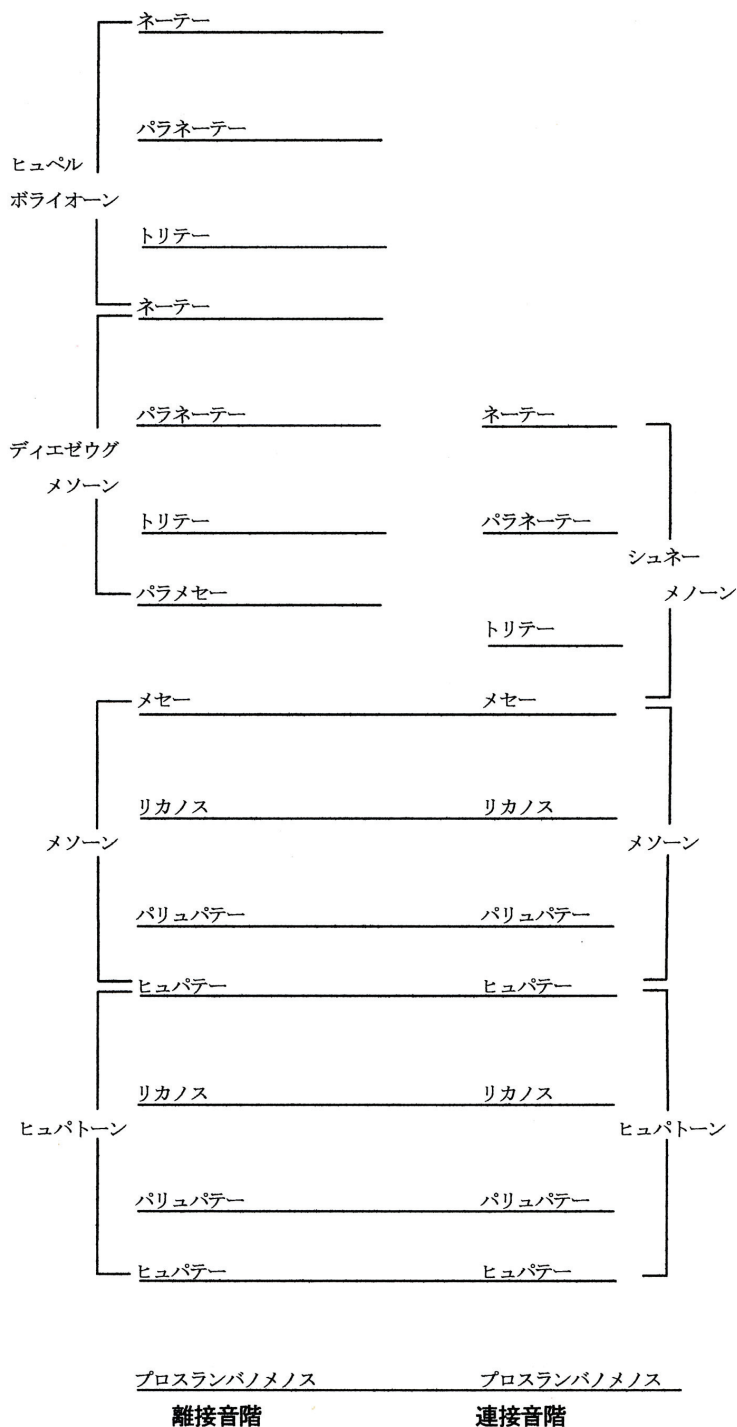 ネーテー
パラネーテー
ヒュペル
ボライオーン
トリテー
ネーテー
パラネーテー ネーテー
ディエゼウグ
メソーン
トリテー パラネーテー
シュネー
パラメセー メノーン
トリテー
メセー メセー
リカノス リカノス
メソーン メソーン
パリュパテー パリュパテー
ヒュパテー ヒュパテー
リカノス リカノス
ヒュパトーン ヒュパトーン
パリュパテー パリュパテー
ヒュパテー ヒュパテー
プロスランバノメノス プロスランバノメノス
離接音階 連接音階